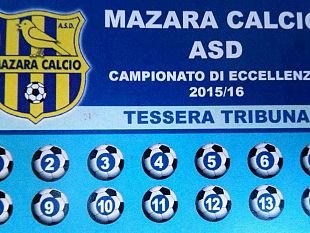 A.S.D.
MAZARA CALCIO
MAZARA CALCIO
ASD
CAMPIONATO DI ECCELLENZ
2015/16
TESSERA TRIBUNA
2 3 4 5 6
9 10 11 12 13